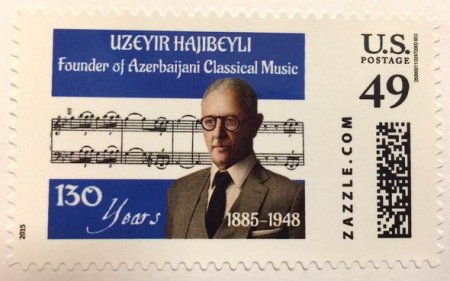 UZEYIR HAJIBEYLI
Founder of Azerbaijani Classical Music
130 Years
1885-1948
2015
U.S.
POSTAGE
49
ZAZZLE.COM